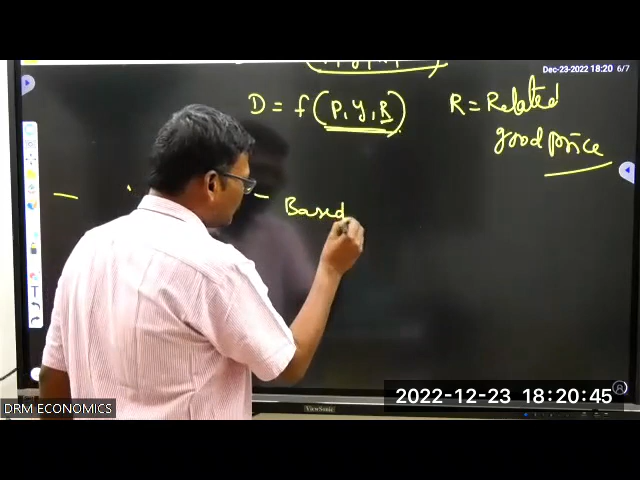 Dec-23-2022 18:20 6/7
D = f (P, y, R)
R = Related
good price
Based
T
ViewSonic
2022-12-23 18:20:45
DRM ECONOMICS